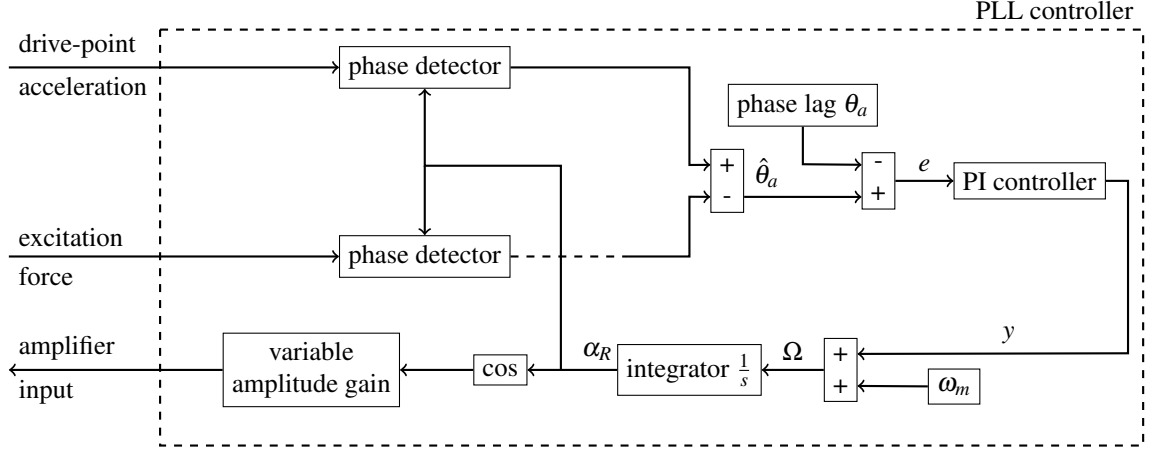 PLL controller
drive-point
acceleration
phase detector
phase lag θ_a
+
-
θ̂_a
-
+
e
PI controller
excitation
force
phase detector
amplifier
input
variable
amplitude gain
cos
α_R
integrator 1/s
Ω
+
+
y
ω_m